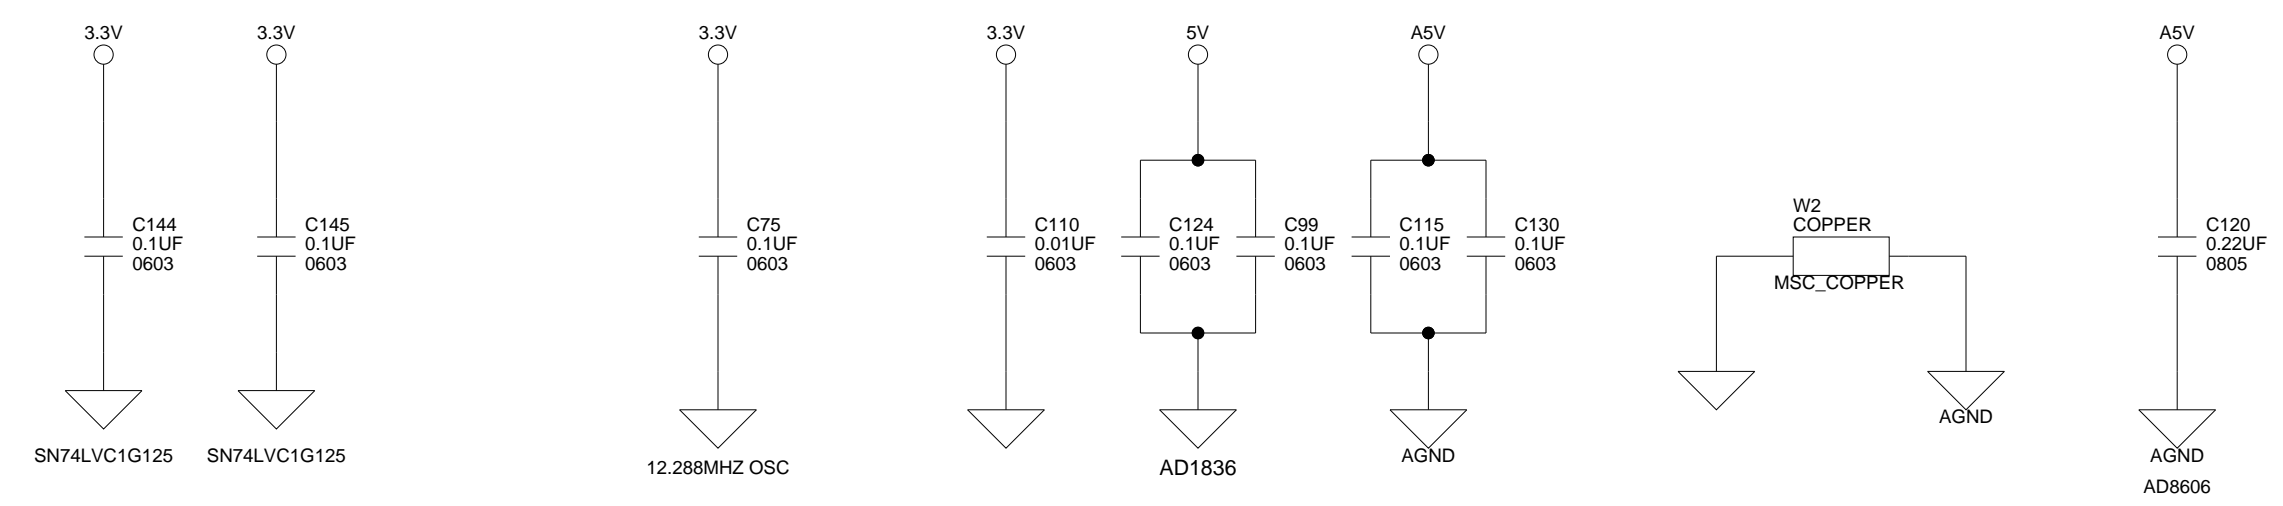 3.3V
3.3V
3.3V
3.3V
5V
A5V
A5V
C144
0.1UF
0603
C145
0.1UF
0603
C75
0.1UF
0603
C110
0.01UF
0603
C124
0.1UF
0603
C99
0.1UF
0603
C115
0.1UF
0603
C130
0.1UF
0603
W2
COPPER
MSC_COPPER
C120
0.22UF
0805
AGND
SN74LVC1G125
SN74LVC1G125
12.288MHZ OSC
AD1836
AGND
AGND
AD8606